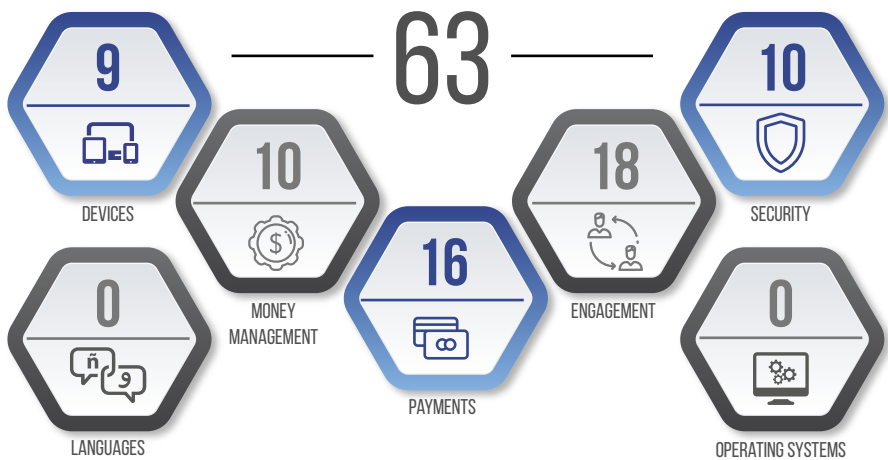 63
9
DEVICES
10
MONEY
MANAGEMENT
16
PAYMENTS
18
ENGAGEMENT
10
SECURITY
0
ñ
و
LANGUAGES
0
OPERATING SYSTEMS